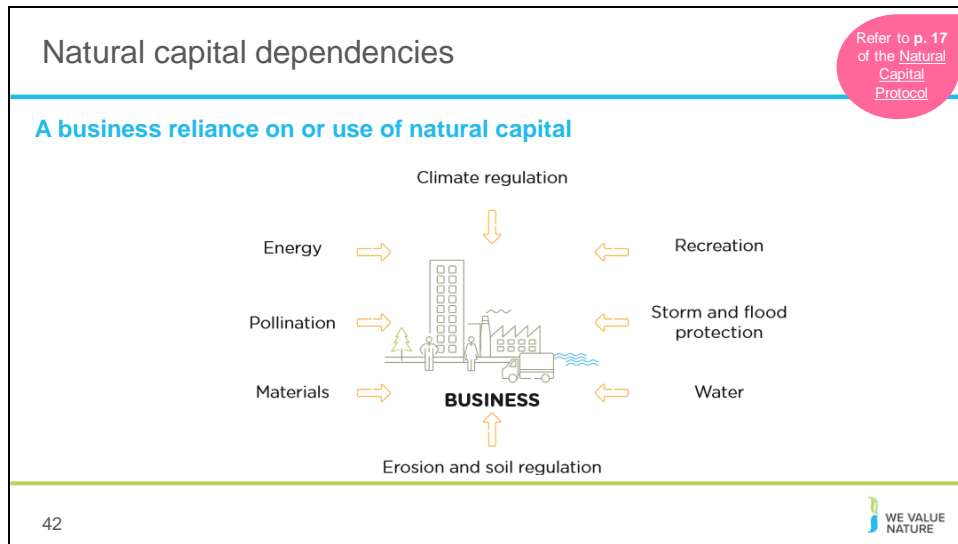 Natural capital dependencies
Refer to p. 17
of the Natural
Capital
Protocol
A business reliance on or use of natural capital
Climate regulation
Energy
Recreation
Pollination
Storm and flood
protection
Materials
BUSINESS
Water
Erosion and soil regulation
42
WE VALUE
NATURE